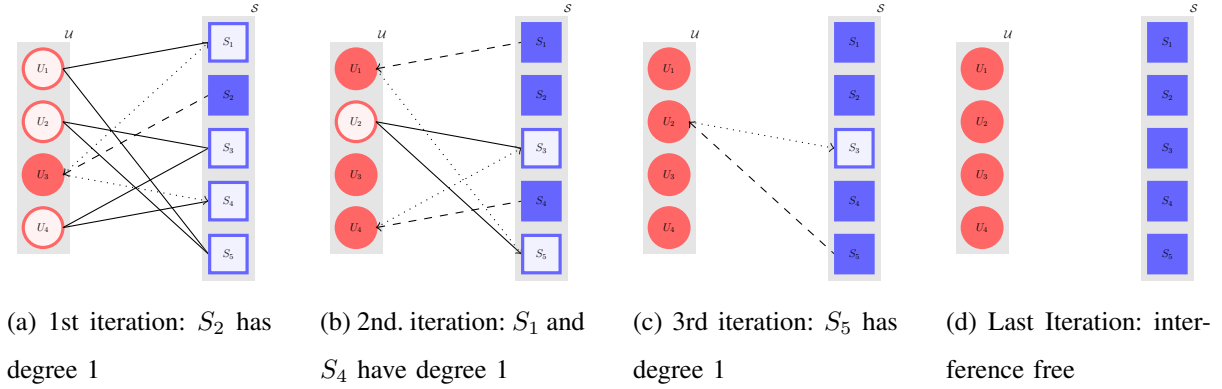 𝒰 𝒮
U₁ S₁
U₂ S₂
U₃ S₃
U₄ S₄
S₅
(a) 1st iteration: S₂ has
degree 1
𝒰 𝒮
U₁ S₁
U₂ S₂
U₃ S₃
U₄ S₄
S₅
(b) 2nd. iteration: S₁ and
S₄ have degree 1
𝒰 𝒮
U₁ S₁
U₂ S₂
U₃ S₃
U₄ S₄
S₅
(c) 3rd iteration: S₅ has
degree 1
𝒰 𝒮
U₁ S₁
U₂ S₂
U₃ S₃
U₄ S₄
S₅
(d) Last Iteration: inter-
ference free